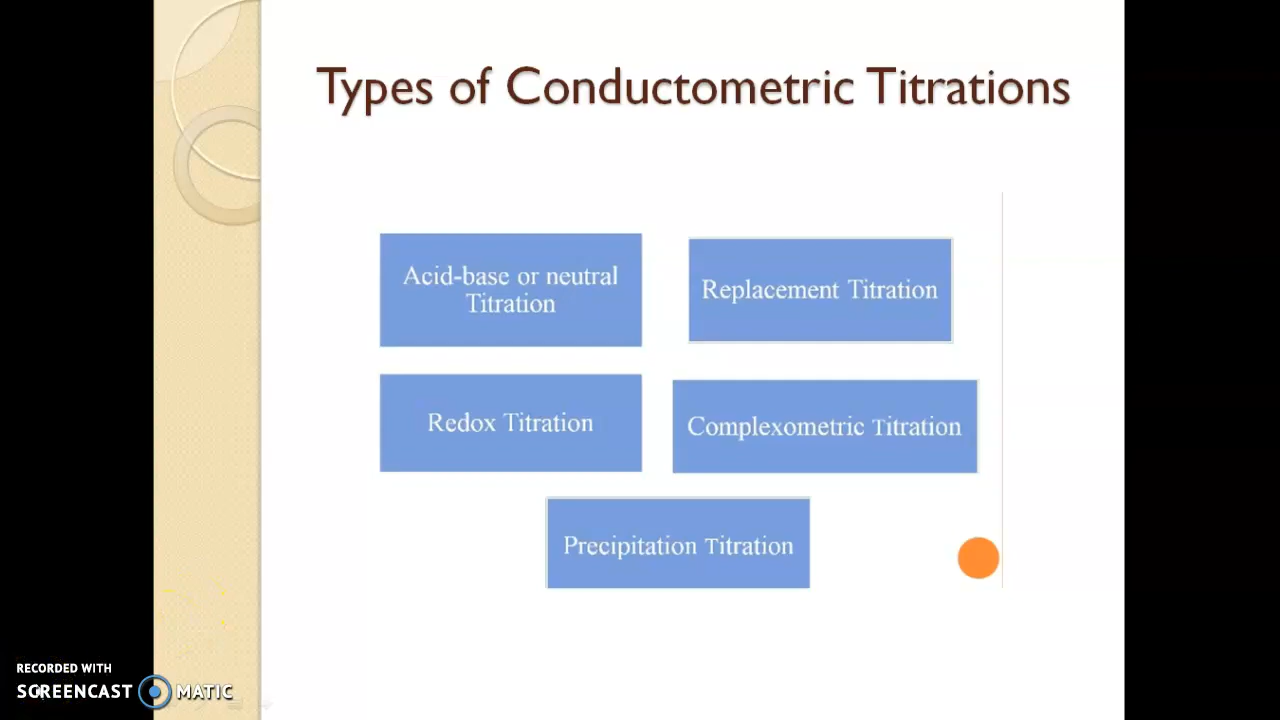 Types of Conductometric Titrations
Acid-base or neutral
Titration
Replacement Titration
Redox Titration
Complexometric Titration
Precipitation Titration
RECORDED WITH
SCREENCAST MATIC